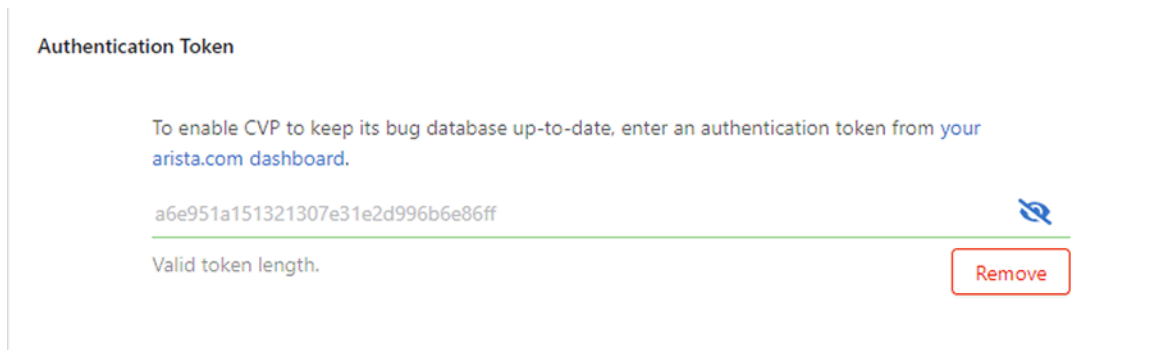 Authentication Token
To enable CVP to keep its bug database up-to-date, enter an authentication token from your
arista.com dashboard.
a6e951a151321307e31e2d996b6e86ff
Valid token length.
Remove